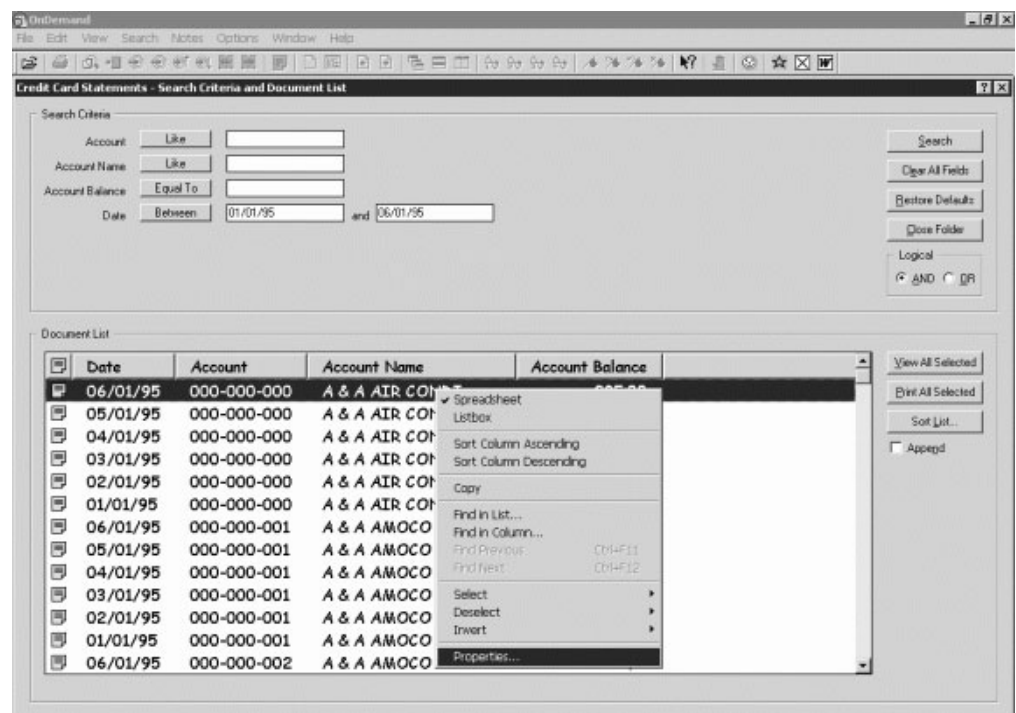 OnDemand
File Edit View Search Notes Options Window Help
Credit Card Statements - Search Criteria and Document List
Search Criteria
Account Like
Account Name Like
Account Balance Equal To
Date Between 01/01/95 and 06/01/95
Search
Clear All Fields
Restore Defaults
Close Folder
Logical
AND OR
Document List
Date Account Account Name Account Balance
06/01/95 000-000-000 A & A AIR
05/01/95 000-000-000 A & A AIR
04/01/95 000-000-000 A & A AIR
03/01/95 000-000-000 A & A AIR
02/01/95 000-000-000 A & A AIR
01/01/95 000-000-000 A & A AIR
06/01/95 000-000-001 A & A AMOCO
05/01/95 000-000-001 A & A AMOCO
04/01/95 000-000-001 A & A AMOCO
03/01/95 000-000-001 A & A AMOCO
02/01/95 000-000-001 A & A AMOCO
01/01/95 000-000-001 A & A AMOCO
06/01/95 000-000-002 A & A AMOCO
Spreadsheet
Listbox
Sort Column Ascending
Sort Column Descending
Copy
Find in List...
Find in Column...
Find Previous Ctrl+F11
Find Next Ctrl+F12
Select
Deselect
Invert
Properties...
View All Selected
Print All Selected
Sort List...
Append